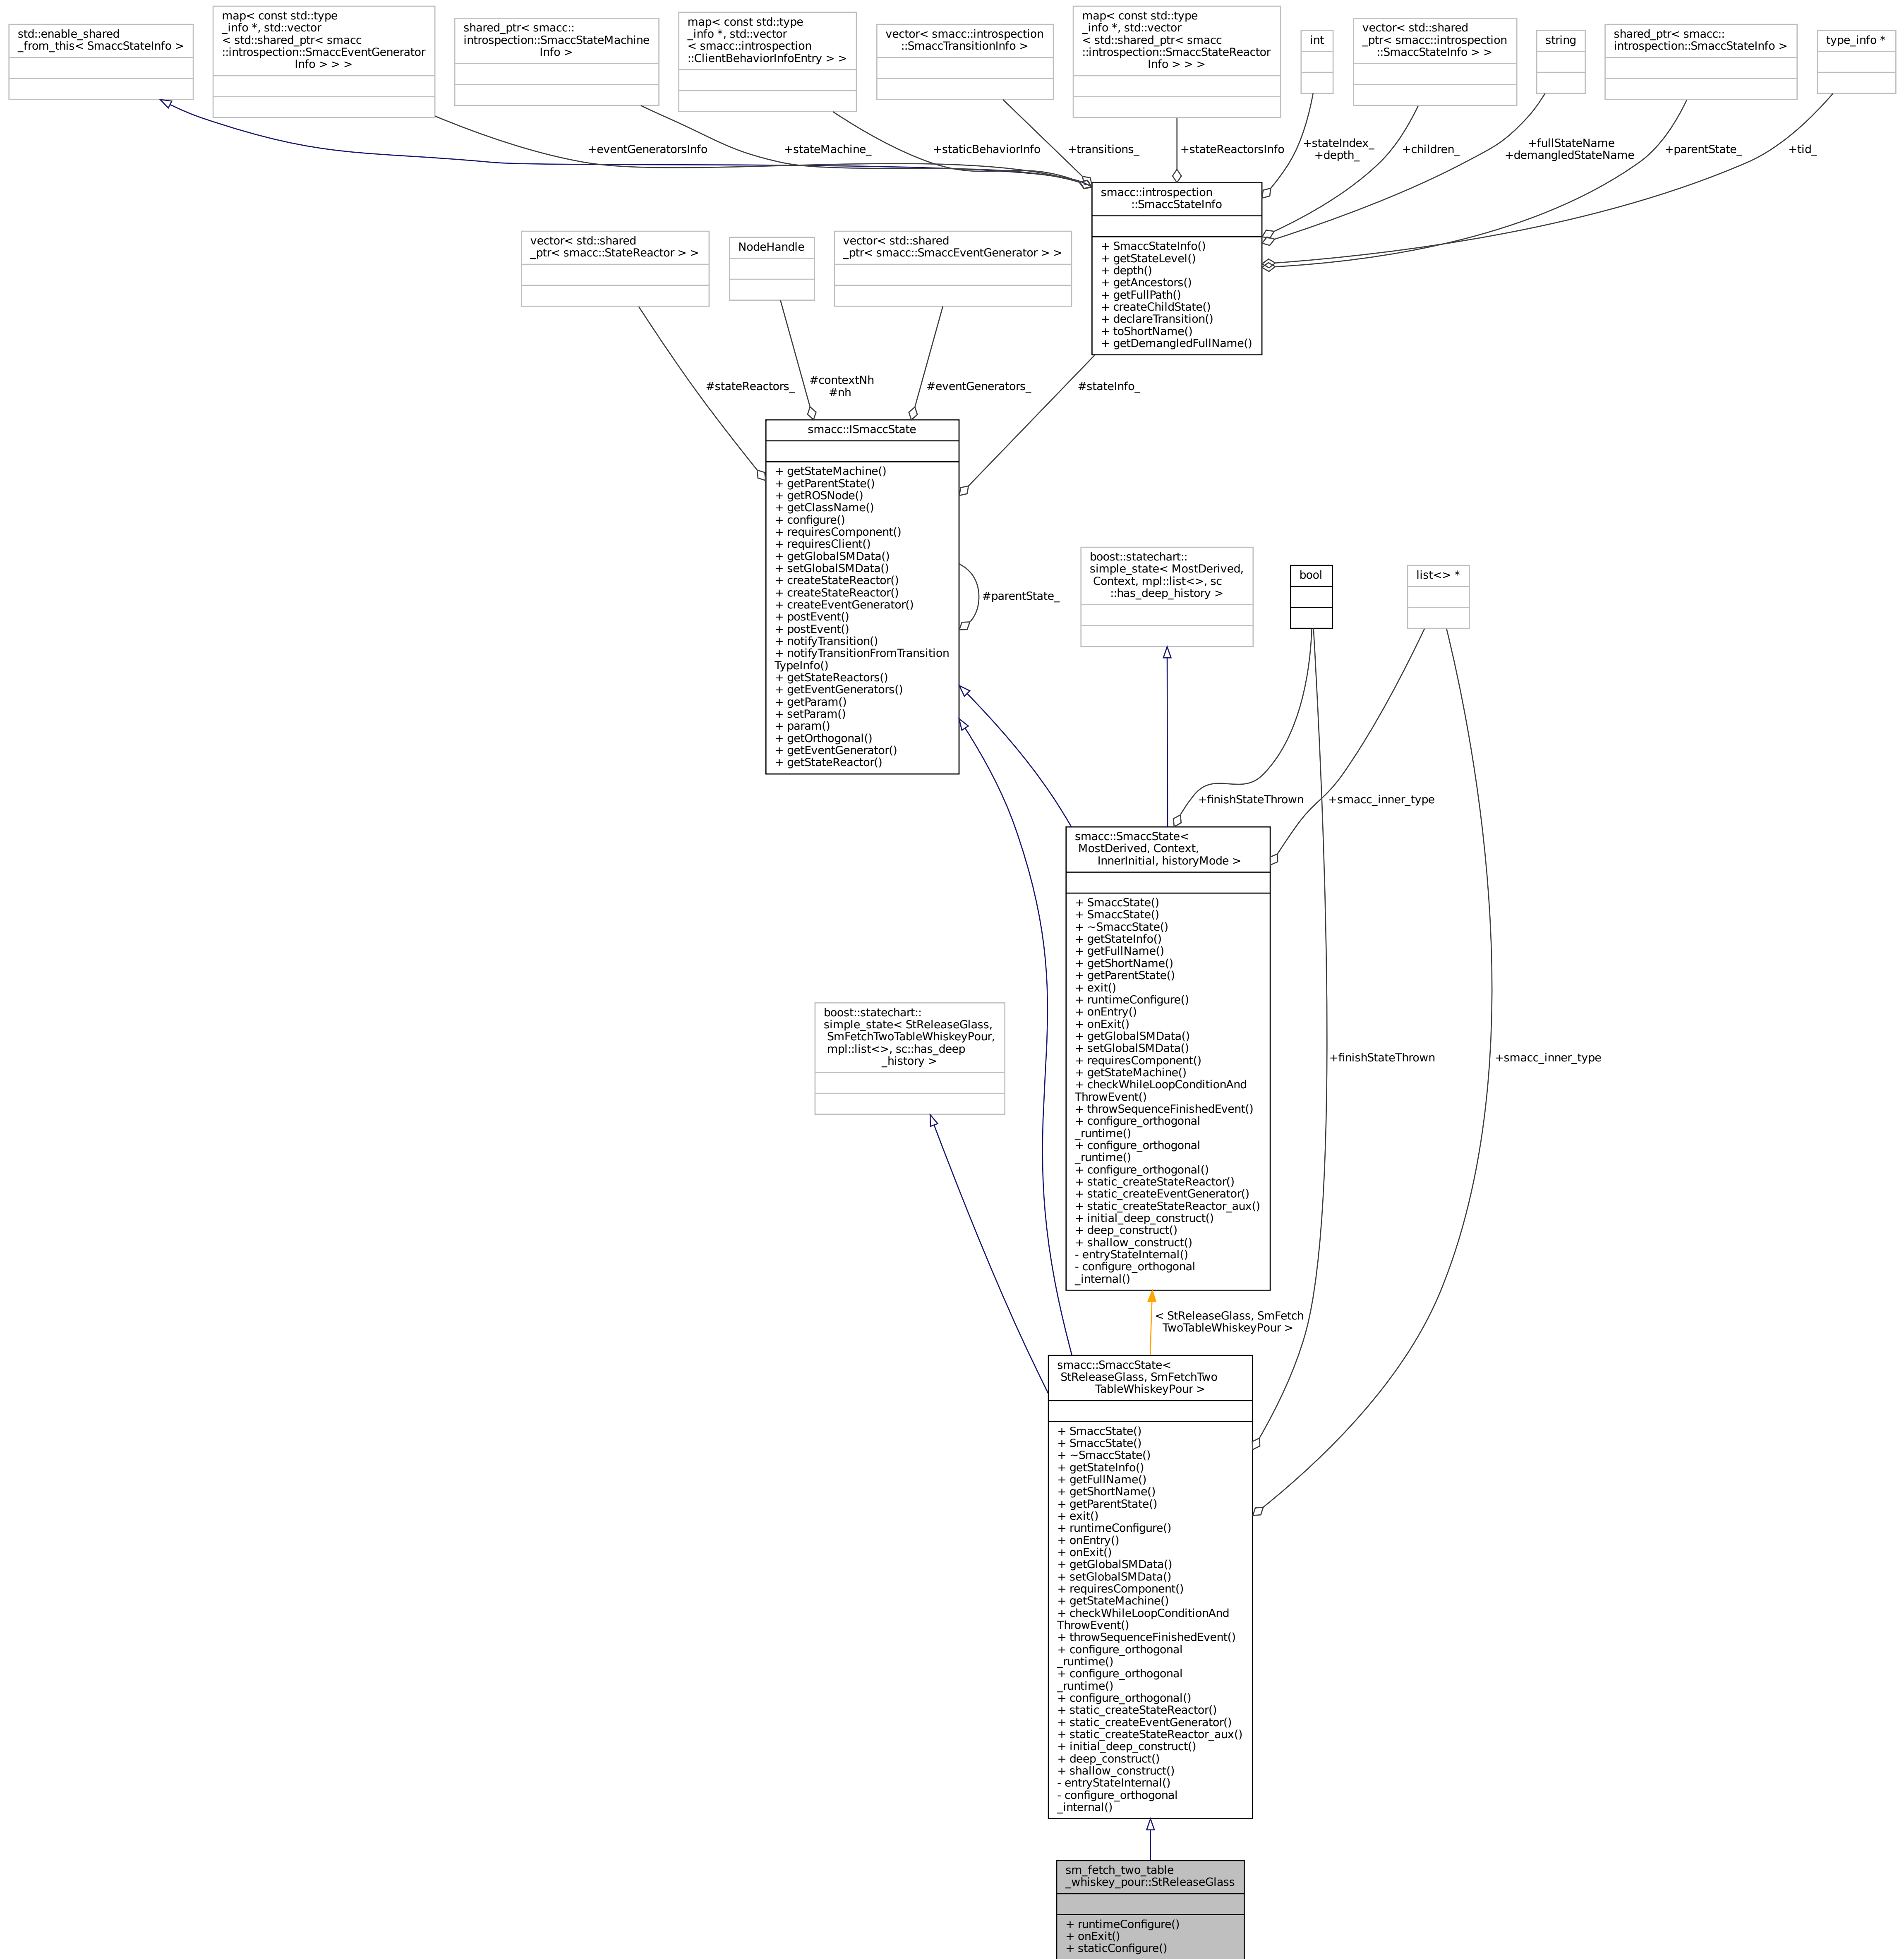 std::enable_shared
_from_this< SmaccStateInfo >
map< const std::type
_info *, std::vector
< std::shared_ptr< smacc
::introspection::SmaccEventGenerator
Info > > >
shared_ptr< smacc::
introspection::SmaccStateMachine
Info >
map< const std::type
_info *, std::vector
< smacc::introspection
::ClientBehaviorInfoEntry > >
vector< smacc::introspection
::SmaccTransitionInfo >
map< const std::type
_info *, std::vector
< std::shared_ptr< smacc
::introspection::SmaccStateReactor
Info > > >
int
vector< std::shared
_ptr< smacc::introspection
::SmaccStateInfo > >
string
shared_ptr< smacc::
introspection::SmaccStateInfo >
type_info *
+eventGeneratorsInfo
+stateMachine_
+staticBehaviorInfo
+transitions_
+stateReactorsInfo
+stateIndex_
+depth_
+children_
+fullStateName
+demangledStateName
+parentState_
+tid_
smacc::introspection
::SmaccStateInfo
+ SmaccStateInfo()
+ getStateLevel()
+ depth()
+ getAncestors()
+ getFullPath()
+ createChildState()
+ declareTransition()
+ toShortName()
+ getDemangledFullName()
vector< std::shared
_ptr< smacc::StateReactor > >
NodeHandle
vector< std::shared
_ptr< smacc::SmaccEventGenerator > >
#stateReactors_
#contextNh
#nh
#eventGenerators_
#stateInfo_
smacc::ISmaccState
+ getStateMachine()
+ getParentState()
+ getROSNode()
+ getClassName()
+ configure()
+ requiresComponent()
+ requiresClient()
+ getGlobalSMData()
+ setGlobalSMData()
+ createStateReactor()
+ createStateReactor()
+ createEventGenerator()
+ postEvent()
+ postEvent()
+ notifyTransition()
+ notifyTransitionFromTransition
TypeInfo()
+ getStateReactors()
+ getEventGenerators()
+ getParam()
+ setParam()
+ param()
+ getOrthogonal()
+ getEventGenerator()
+ getStateReactor()
#parentState_
boost::statechart::
simple_state< MostDerived,
Context, mpl::list<>, sc
::has_deep_history >
bool
list<> *
+finishStateThrown
+smacc_inner_type
smacc::SmaccState<
MostDerived, Context,
InnerInitial, historyMode >
+ SmaccState()
+ SmaccState()
+ ~SmaccState()
+ getStateInfo()
+ getFullName()
+ getShortName()
+ getParentState()
+ exit()
+ runtimeConfigure()
+ onEntry()
+ onExit()
+ getGlobalSMData()
+ setGlobalSMData()
+ requiresComponent()
+ getStateMachine()
+ checkWhileLoopConditionAnd
ThrowEvent()
+ throwSequenceFinishedEvent()
+ configure_orthogonal
_runtime()
+ configure_orthogonal
_runtime()
+ configure_orthogonal()
+ static_createStateReactor()
+ static_createEventGenerator()
+ static_createStateReactor_aux()
+ initial_deep_construct()
+ deep_construct()
+ shallow_construct()
- entryStateInternal()
- configure_orthogonal
_internal()
boost::statechart::
simple_state< StReleaseGlass,
SmFetchTwoTableWhiskeyPour,
mpl::list<>, sc::has_deep
_history >
+finishStateThrown
+smacc_inner_type
< StReleaseGlass, SmFetch
TwoTableWhiskeyPour >
smacc::SmaccState<
StReleaseGlass, SmFetchTwo
TableWhiskeyPour >
+ SmaccState()
+ SmaccState()
+ ~SmaccState()
+ getStateInfo()
+ getFullName()
+ getShortName()
+ getParentState()
+ exit()
+ runtimeConfigure()
+ onEntry()
+ onExit()
+ getGlobalSMData()
+ setGlobalSMData()
+ requiresComponent()
+ getStateMachine()
+ checkWhileLoopConditionAnd
ThrowEvent()
+ throwSequenceFinishedEvent()
+ configure_orthogonal
_runtime()
+ configure_orthogonal
_runtime()
+ configure_orthogonal()
+ static_createStateReactor()
+ static_createEventGenerator()
+ static_createStateReactor_aux()
+ initial_deep_construct()
+ deep_construct()
+ shallow_construct()
- entryStateInternal()
- configure_orthogonal
_internal()
sm_fetch_two_table
_whiskey_pour::StReleaseGlass
+ runtimeConfigure()
+ onExit()
+ staticConfigure()